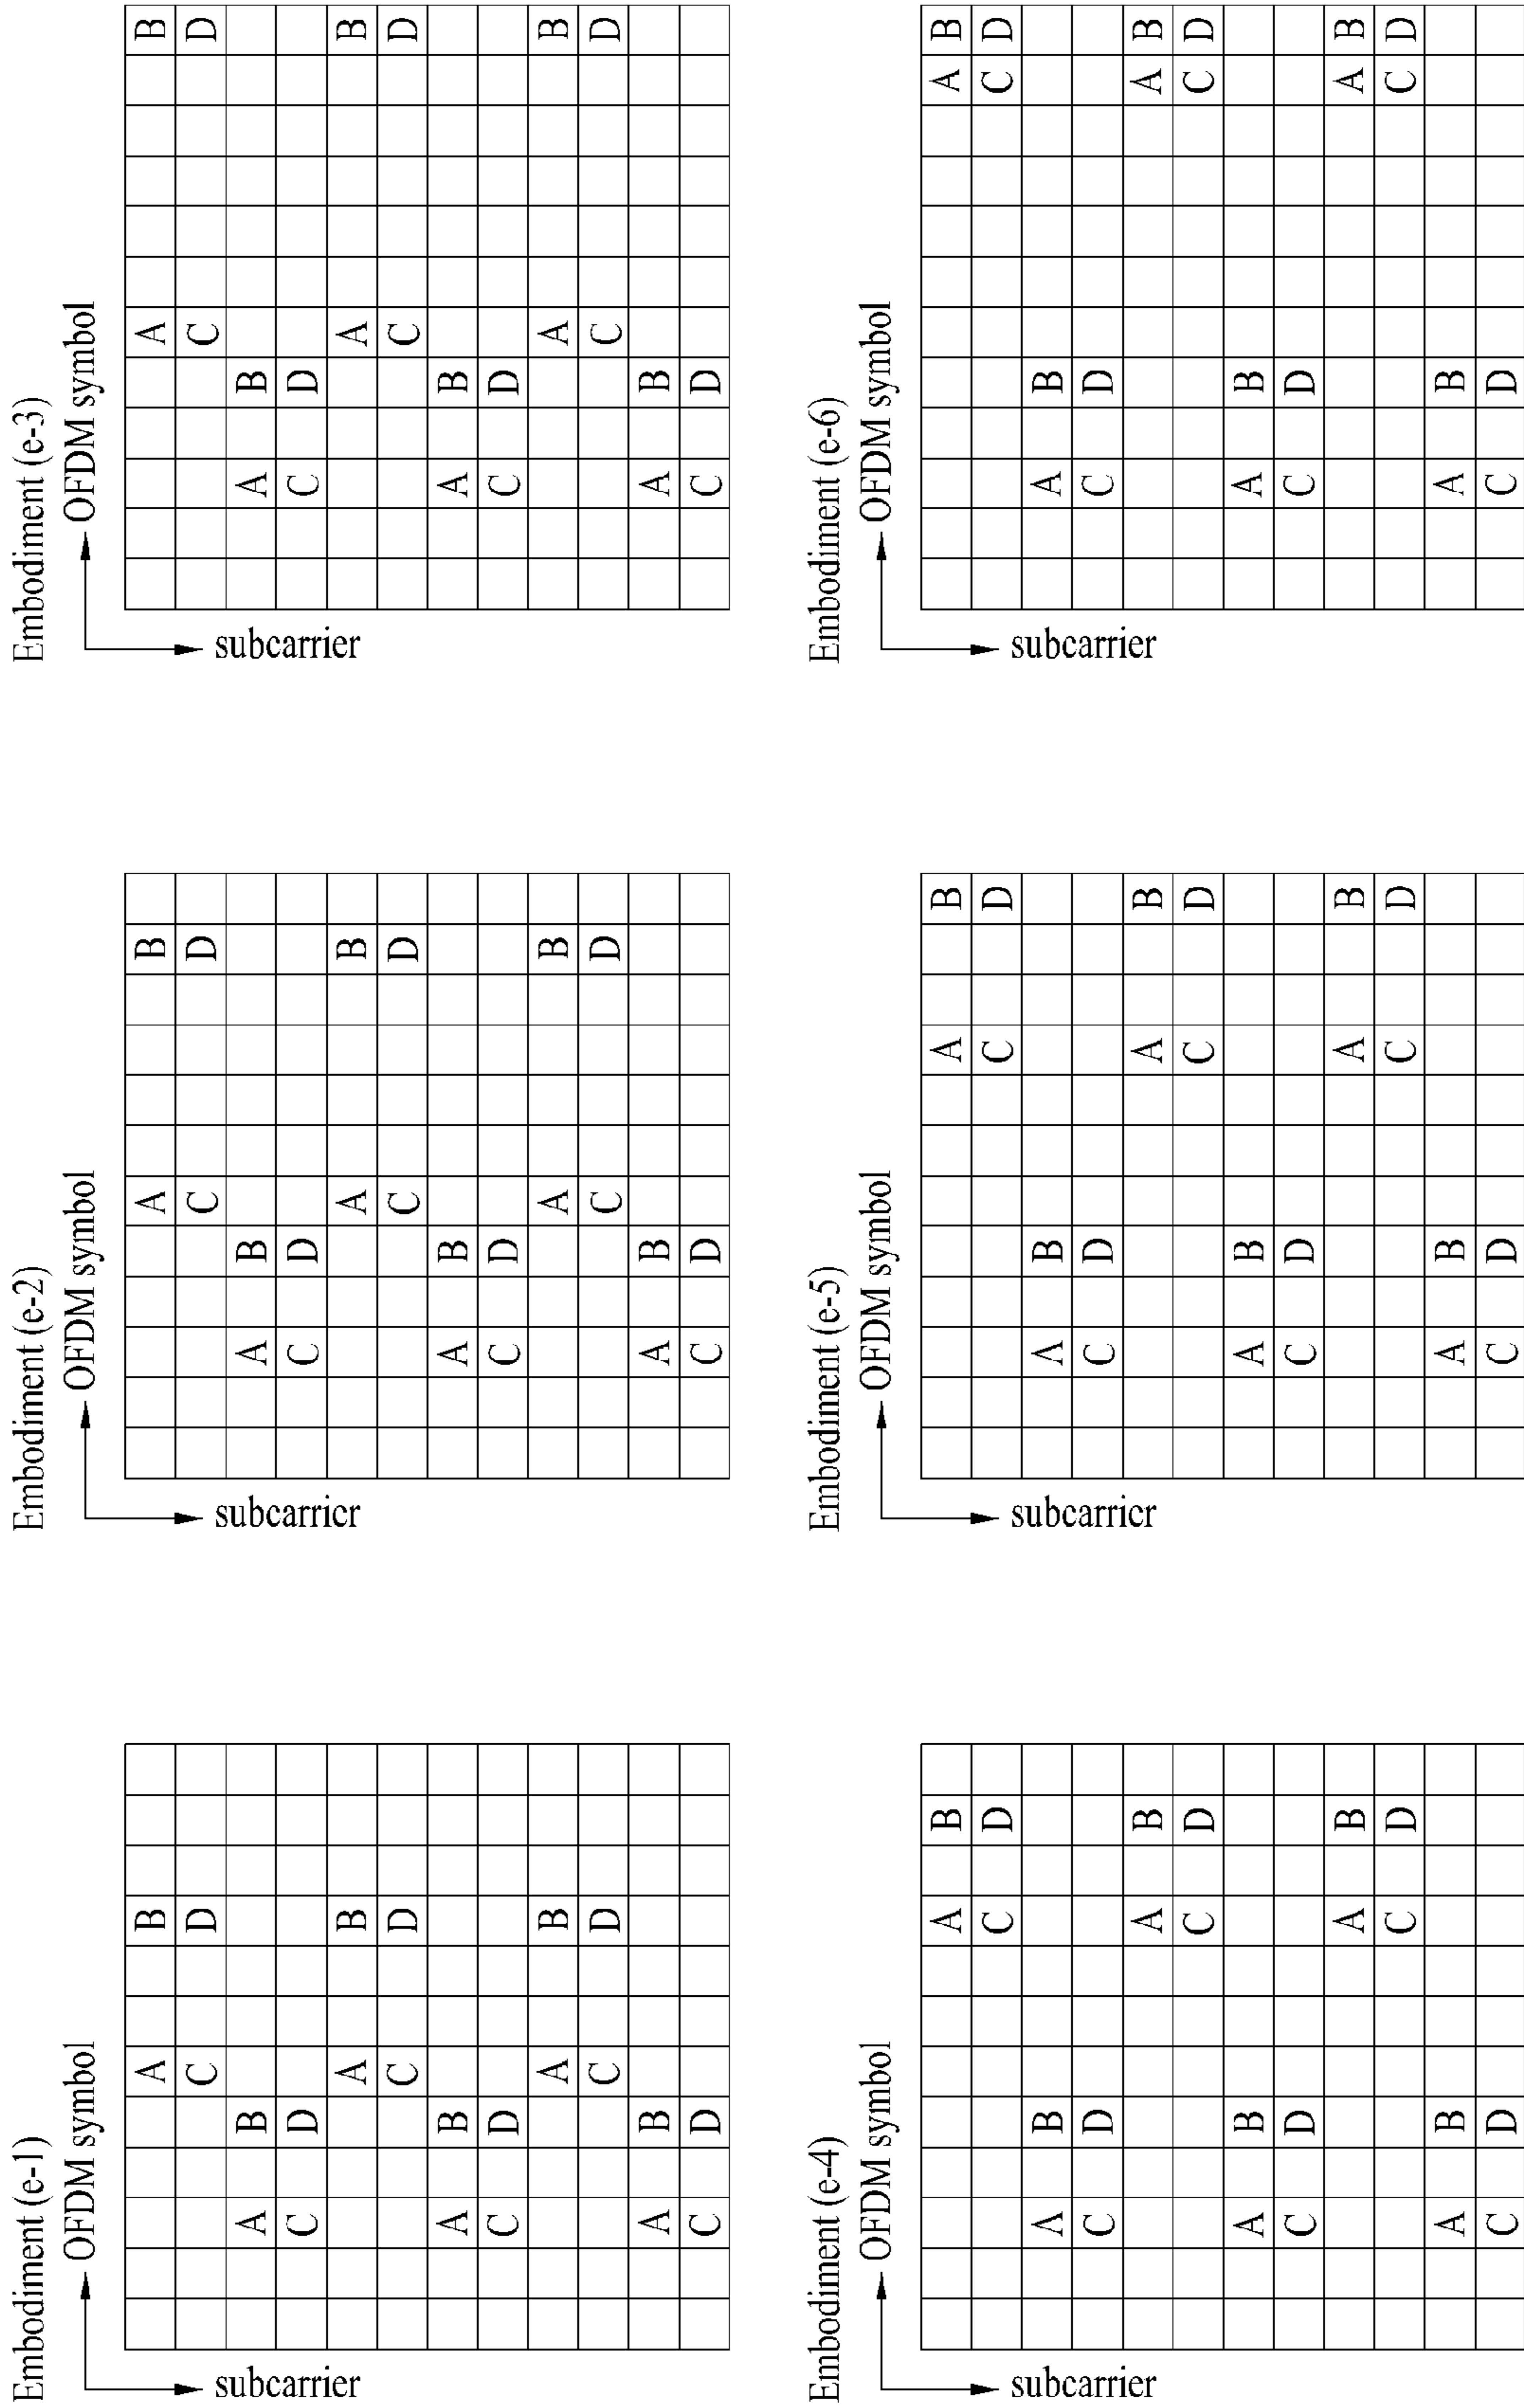 Embodiment (e-1)
OFDM symbol
subcarrier
A B
C D
A B
C D
A B
C D
A B
C D
A B
C D
A B
C D
Embodiment (e-2)
OFDM symbol
subcarrier
A B
C D
A B
C D
A B
C D
A B
C D
A B
C D
A B
C D
Embodiment (e-3)
OFDM symbol
subcarrier
A B
C D
A B
C D
A B
C D
A B
C D
A B
C D
A B
C D
Embodiment (e-4)
OFDM symbol
subcarrier
A B
C D
A B
C D
A B
C D
A B
C D
A B
C D
A B
C D
Embodiment (e-5)
OFDM symbol
subcarrier
A B
C D
A B
C D
A B
C D
A B
C D
A B
C D
A B
C D
Embodiment (e-6)
OFDM symbol
subcarrier
A B
C D
A B
C D
A B
C D
A B
C D
A B
C D
A B
C D